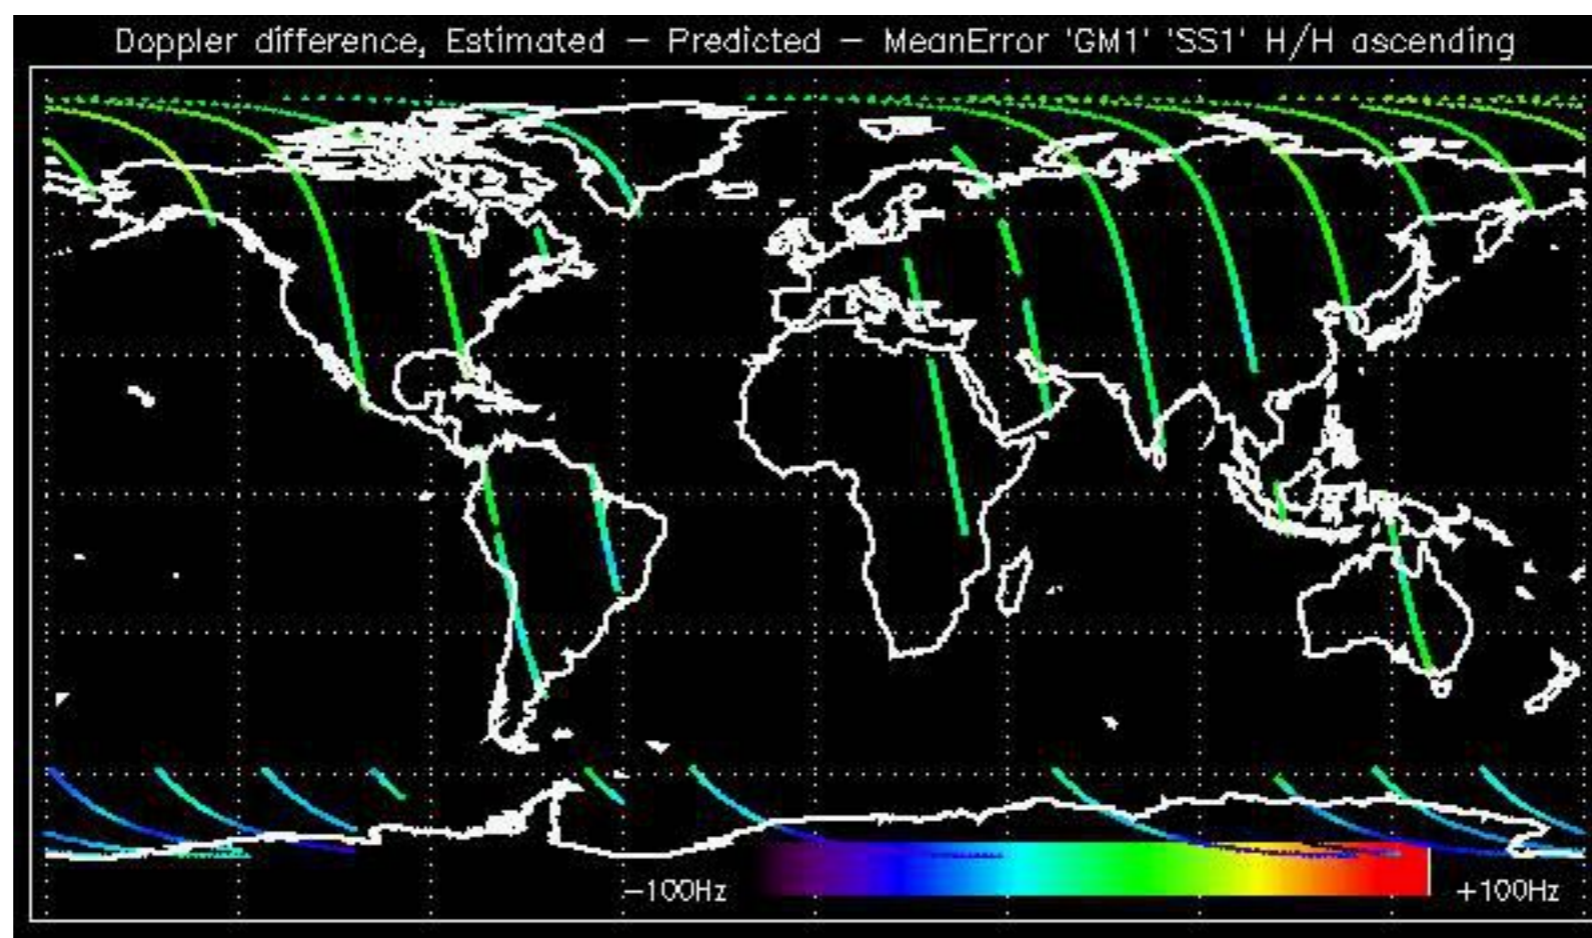 Doppler difference, Estimated – Predicted – MeanError 'GM1' 'SS1' H/H ascending
–100Hz
+100Hz